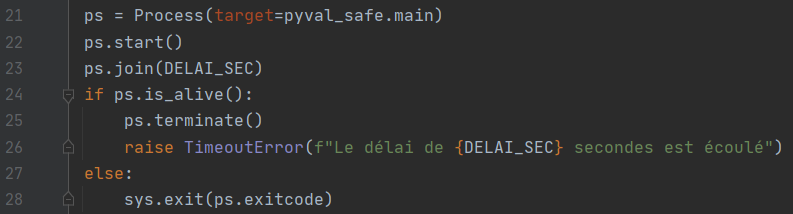 21 ps = Process(target=pyval_safe.main)
22 ps.start()
23 ps.join(DELAI_SEC)
24 if ps.is_alive():
25     ps.terminate()
26     raise TimeoutError(f"Le délai de {DELAI_SEC} secondes est écoulé")
27 else:
28     sys.exit(ps.exitcode)